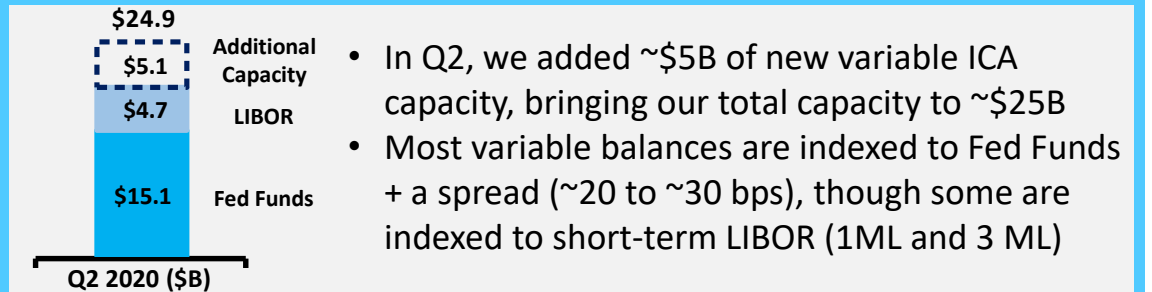 $24.9
$5.1
Additional
Capacity
$4.7
LIBOR
$15.1
Fed Funds
Q2 2020 ($B)
• In Q2, we added ~$5B of new variable ICA
capacity, bringing our total capacity to ~$25B
• Most variable balances are indexed to Fed Funds
+ a spread (~20 to ~30 bps), though some are
indexed to short-term LIBOR (1ML and 3 ML)